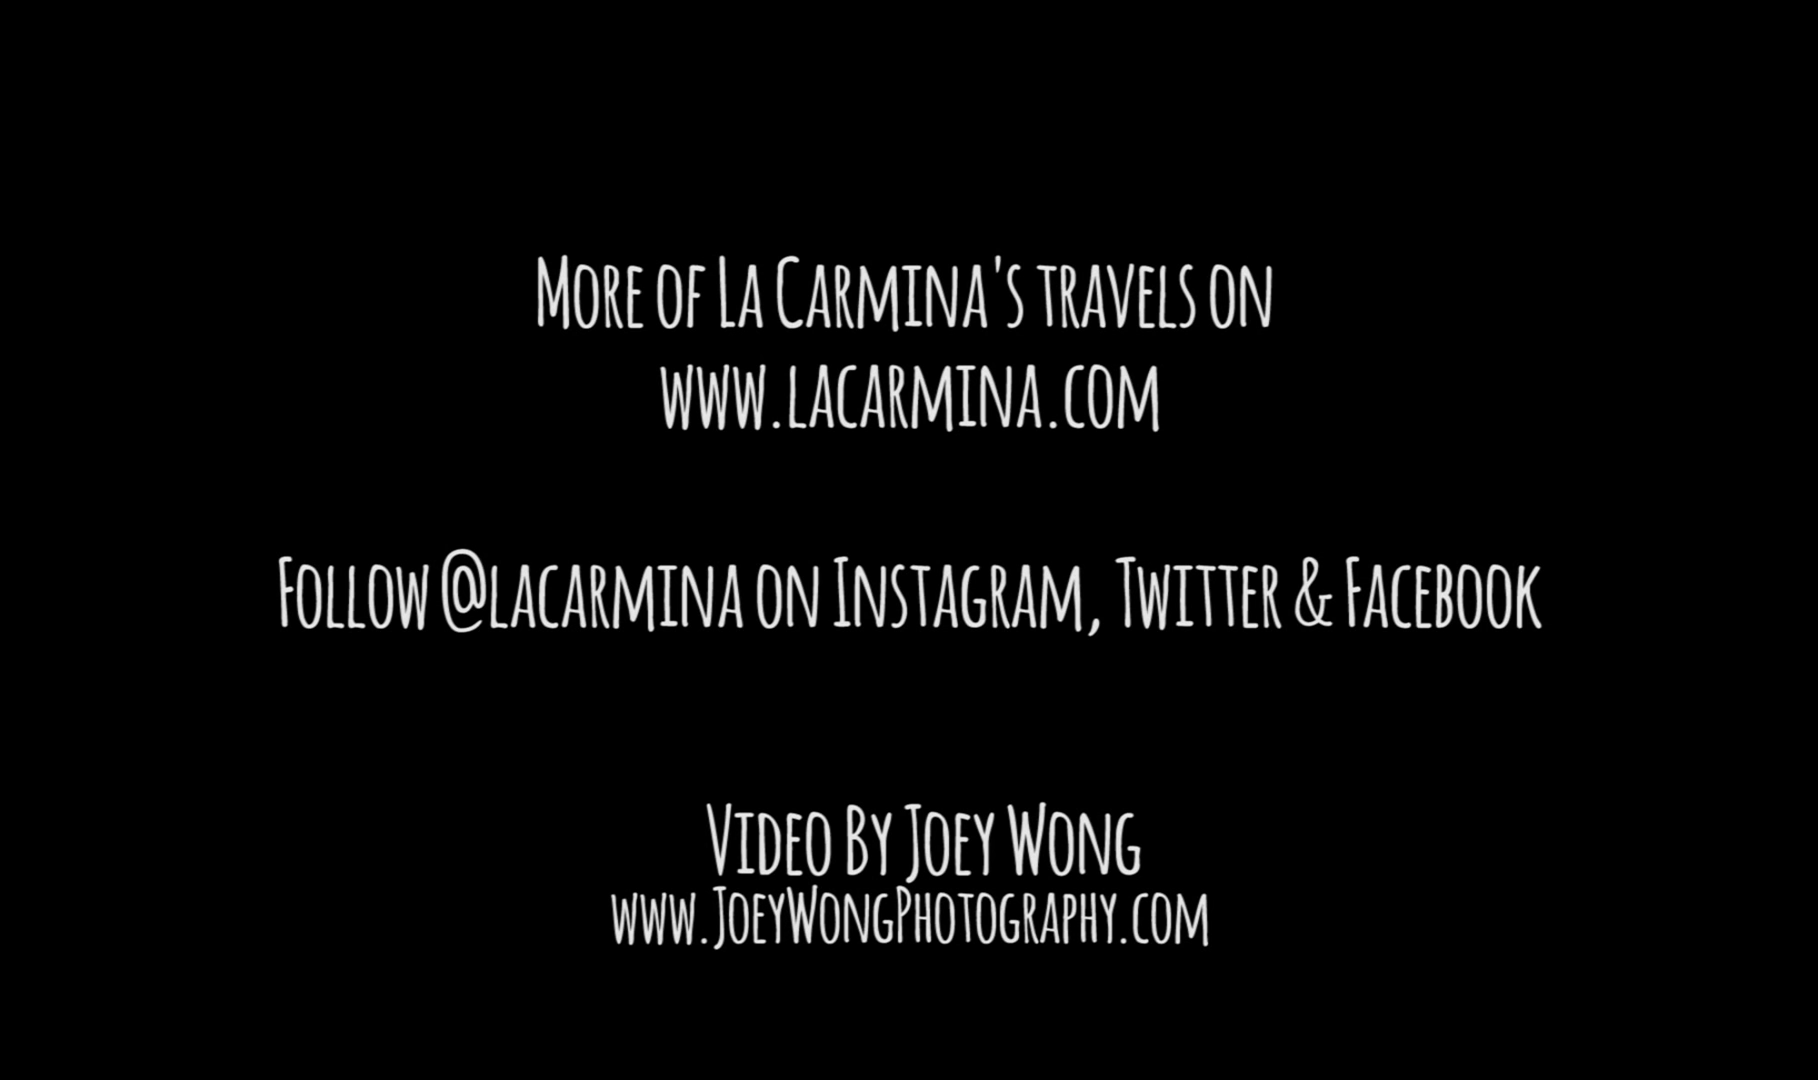 More of La Carmina's travels on
www.lacarmina.com
Follow @lacarmina on Instagram, Twitter & Facebook
Video By Joey Wong
www.JoeyWongPhotography.com